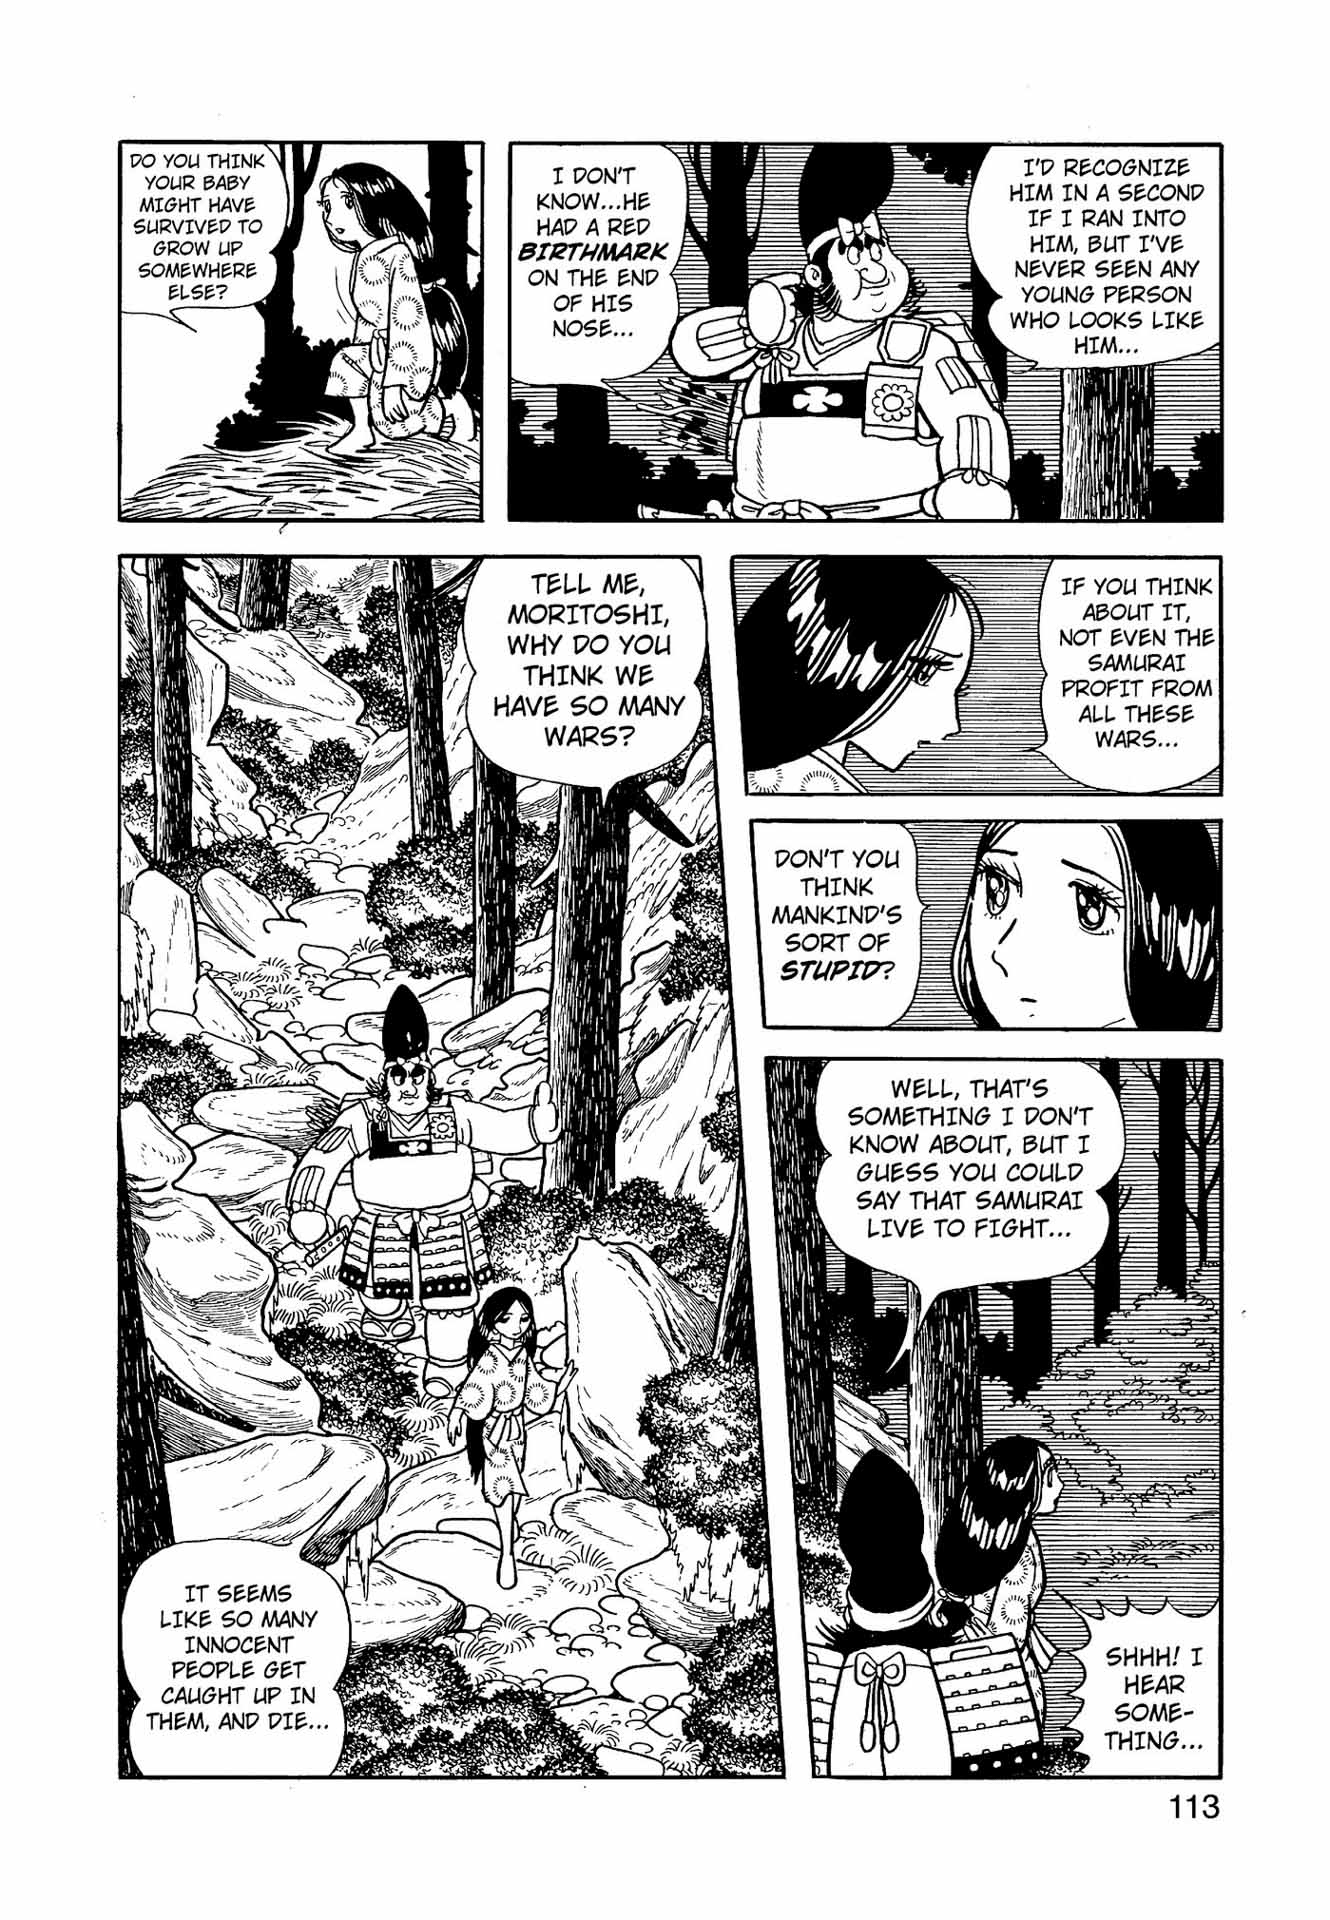 DO YOU THINK
YOUR BABY
MIGHT HAVE
SURVIVED TO
GROW UP
SOMEWHERE
ELSE?
I DON'T
KNOW...HE
HAD A RED
BIRTHMARK
ON THE END
OF HIS
NOSE...
I'D RECOGNIZE
HIM IN A SECOND
IF I RAN INTO
HIM, BUT I'VE
NEVER SEEN ANY
YOUNG PERSON
WHO LOOKS LIKE
HIM...
TELL ME,
MORITOSHI,
WHY DO YOU
THINK WE
HAVE SO MANY
WARS?
IT SEEMS
LIKE SO MANY
INNOCENT
PEOPLE GET
CAUGHT UP IN
THEM, AND DIE...
IF YOU THINK
ABOUT IT,
NOT EVEN THE
SAMURAI
PROFIT FROM
ALL THESE
WARS...
DON'T YOU
THINK
MANKIND'S
SORT OF
STUPID?
WELL, THAT'S
SOMETHING I DON'T
KNOW ABOUT, BUT I
GUESS YOU COULD
SAY THAT SAMURAI
LIVE TO FIGHT...
SHHH! I
HEAR
SOME-
THING...
113